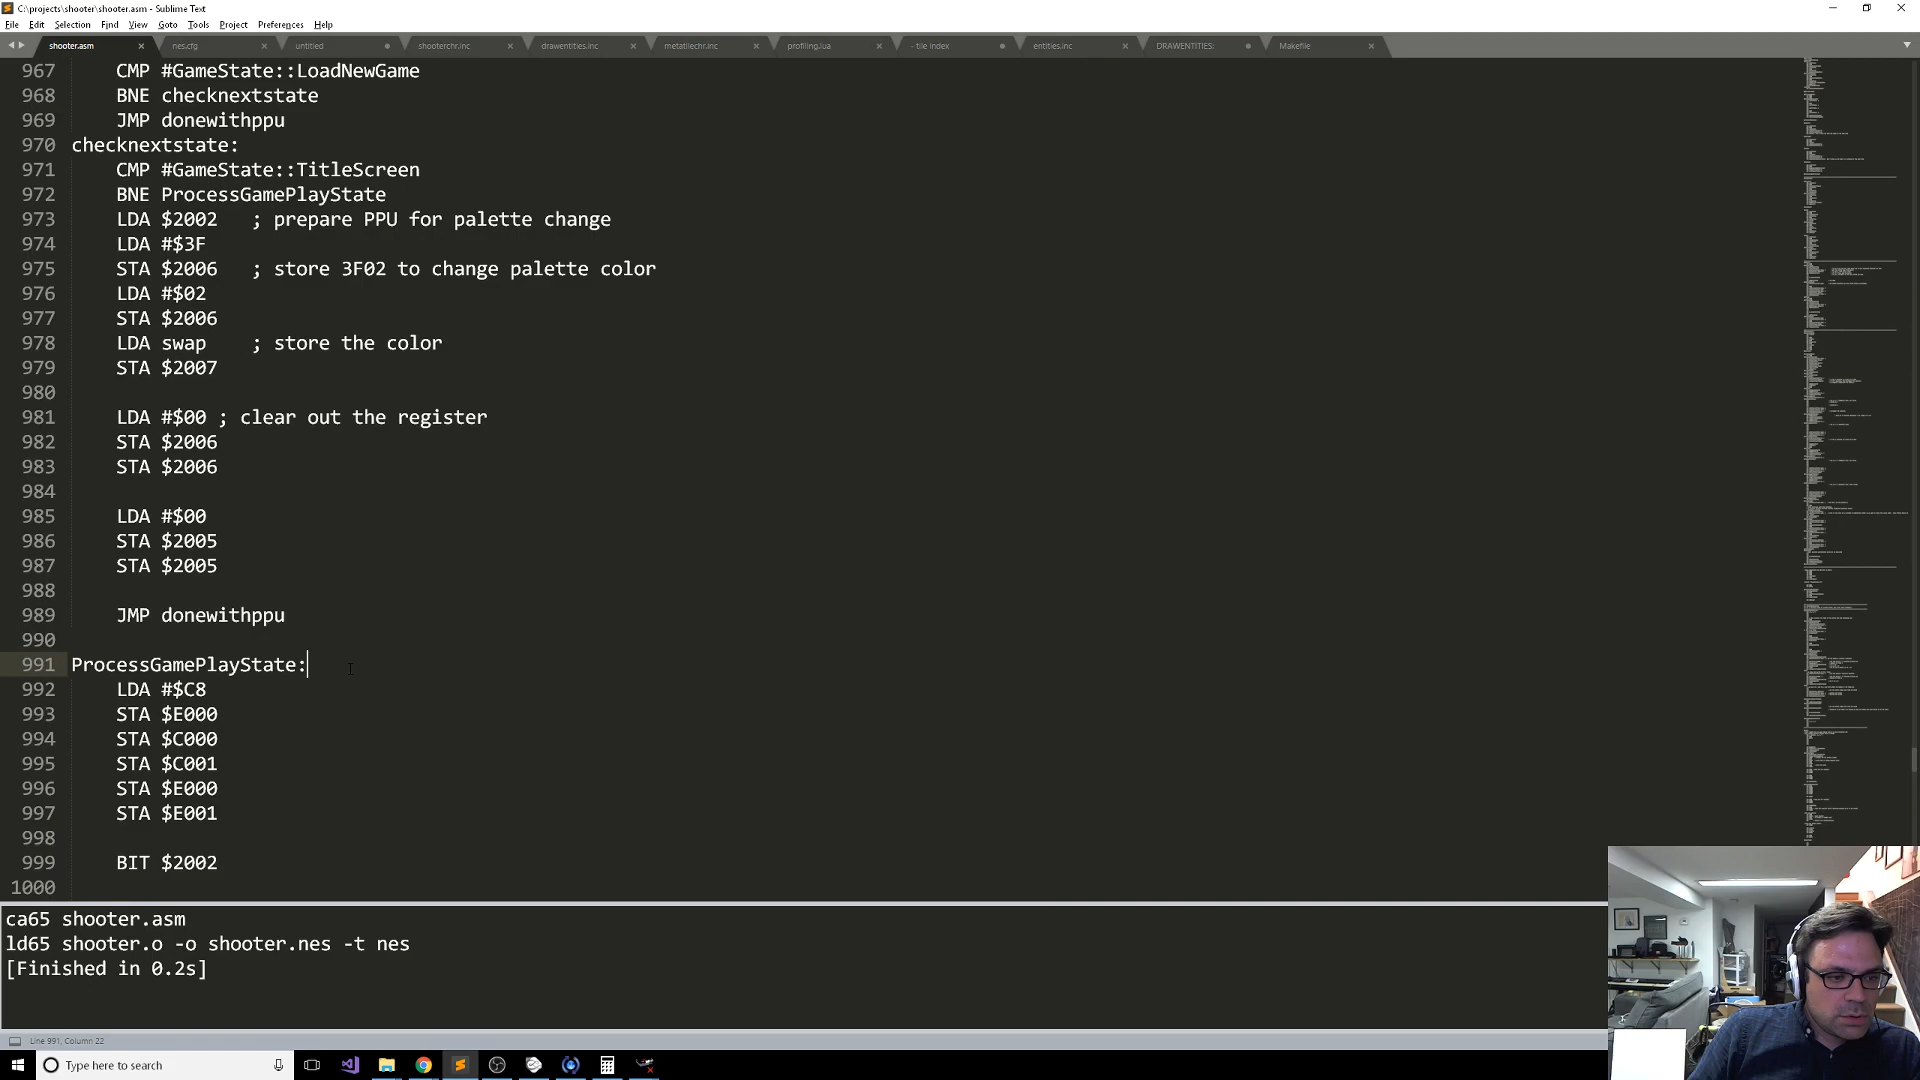 C:\projects\shooter\shooter.asm - Sublime Text
File Edit Selection Find View Goto Tools Project Preferences Help
shooter.asm nes.cfg untitled shooterchr.inc drawentities.inc metatilechr.inc profiling.lua - tile index entities.inc DRAWENTITIES: Makefile
967 CMP #GameState::LoadNewGame
968 BNE checknextstate
969 JMP donewithppu
970 checknextstate:
971 CMP #GameState::TitleScreen
972 BNE ProcessGamePlayState
973 LDA $2002 ; prepare PPU for palette change
974 LDA #$3F
975 STA $2006 ; store 3F02 to change palette color
976 LDA #$02
977 STA $2006
978 LDA swap ; store the color
979 STA $2007
980
981 LDA #$00 ; clear out the register
982 STA $2006
983 STA $2006
984
985 LDA #$00
986 STA $2005
987 STA $2005
988
989 JMP donewithppu
990
991 ProcessGamePlayState:
992 LDA #$C8
993 STA $E000
994 STA $C000
995 STA $C001
996 STA $E000
997 STA $E001
998
999 BIT $2002
1000
ca65 shooter.asm
ld65 shooter.o -o shooter.nes -t nes
[Finished in 0.2s]
Line 991, Column 22
Type here to search